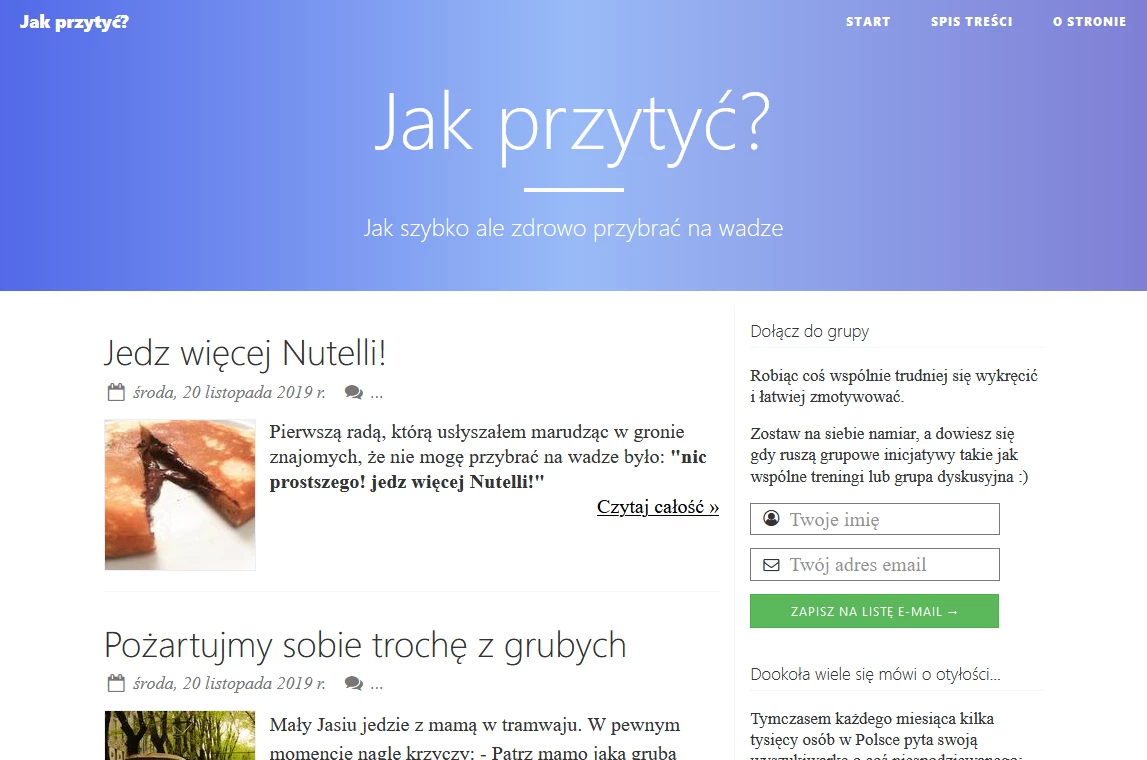 Jak przytyć?
START SPIS TREŚCI O STRONIE
Jak przytyć?
Jak szybko ale zdrowo przybrać na wadze
Jedz więcej Nutelli!
środa, 20 listopada 2019 r. ...
Pierwszą radą, którą usłyszałem marudząc w gronie
znajomych, że nie mogę przybrać na wadze było: "nic
prostszego! jedz więcej Nutelli!"
Czytaj całość »
Pożartujmy sobie trochę z grubych
środa, 20 listopada 2019 r. ...
Mały Jasiu jedzie z mamą w tramwaju. W pewnym
momencie nagle krzyczy: - Patrz mamo jaka gruba
Dołącz do grupy
Robiąc coś wspólnie trudniej się wykręcić
i łatwiej zmotywować.
Zostaw na siebie namiar, a dowiesz się
gdy ruszą grupowe inicjatywy takie jak
wspólne treningi lub grupa dyskusyjna :)
Twoje imię
Twój adres email
ZAPISZ NA LISTĘ E-MAIL →
Dookoła wiele się mówi o otyłości...
Tymczasem każdego miesiąca kilka
tysięcy osób w Polsce pyta swoją
wyszukiwarkę o coś niespodziewanego: